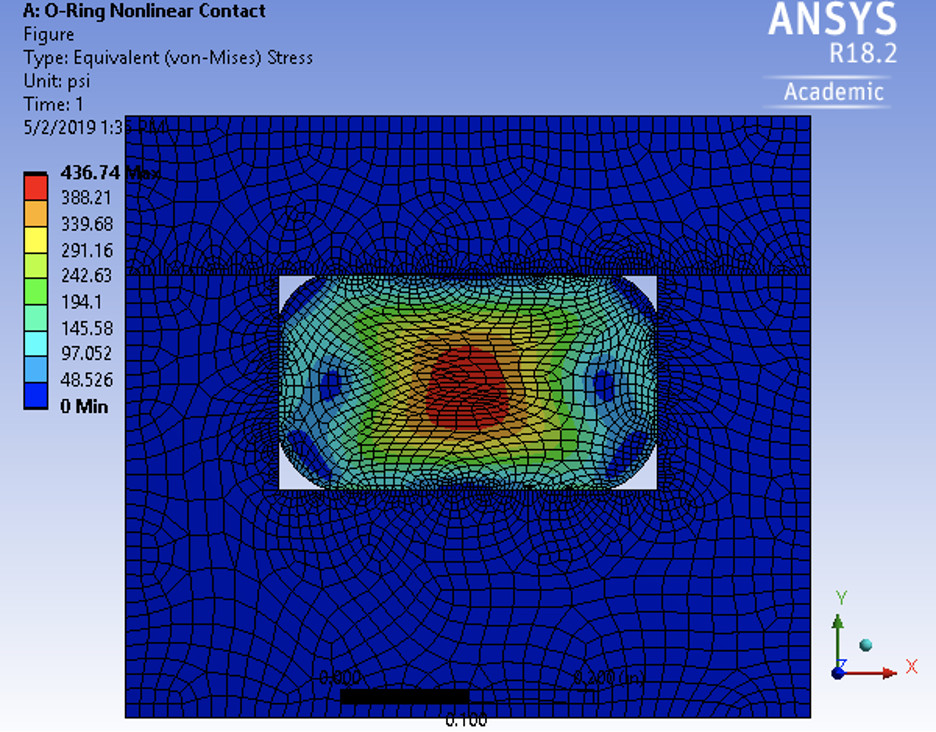 A: O-Ring Nonlinear Contact
Figure
Type: Equivalent (von-Mises) Stress
Unit: psi
Time: 1
5/2/2019 1:35 PM
ANSYS
R18.2
Academic
436.74 Max
388.21
339.68
291.16
242.63
194.1
145.58
97.052
48.526
0 Min
0.000
0.200 (in)
0.100
Y
Z
X